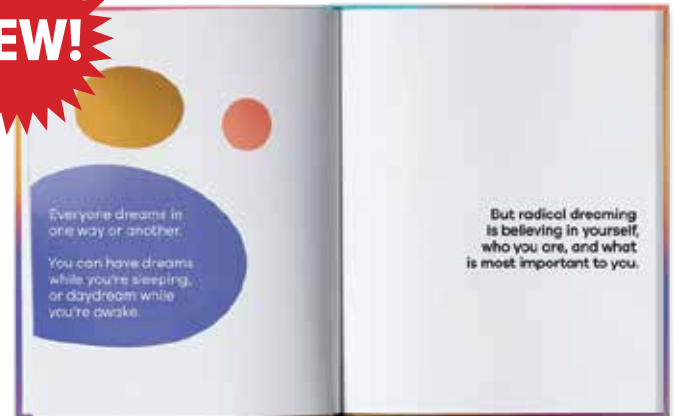 EW!
Everyone dreams in
one way or another.
You can have dreams
while you're sleeping,
or daydream while
you're awake.
But radical dreaming
is believing in yourself,
who you are, and what
is most important to you.